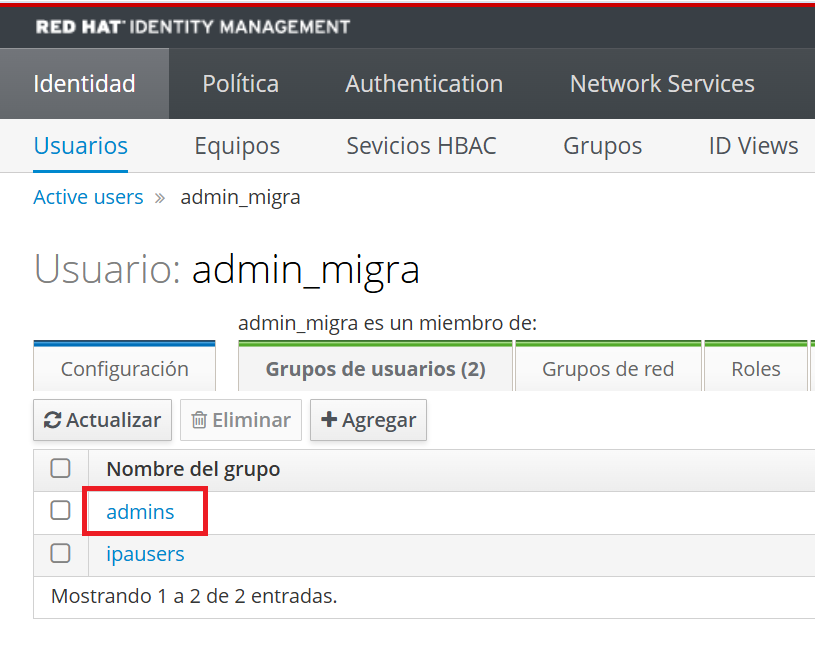 RED HAT® IDENTITY MANAGEMENT
Identidad Política Authentication Network Services
Usuarios Equipos Sevicios HBAC Grupos ID Views
Active users » admin_migra
Usuario: admin_migra
admin_migra es un miembro de:
Configuración Grupos de usuarios (2) Grupos de red Roles
Actualizar Eliminar Agregar
Nombre del grupo
admins
ipausers
Mostrando 1 a 2 de 2 entradas.